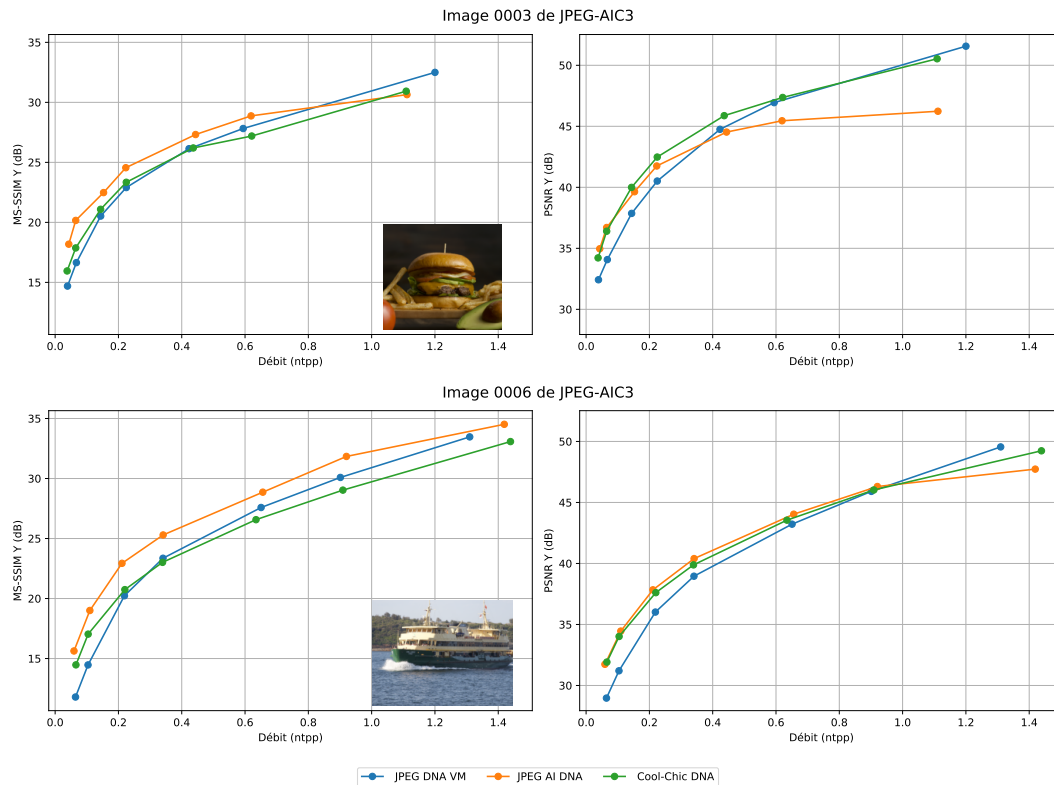 Image 0003 de JPEG-AIC3
MS-SSIM Y (dB)
35
30
25
20
15
0.0 0.2 0.4 0.6 0.8 1.0 1.2 1.4
Débit (ntpp)
PSNR Y (dB)
50
45
40
35
30
0.0 0.2 0.4 0.6 0.8 1.0 1.2 1.4
Débit (ntpp)
Image 0006 de JPEG-AIC3
MS-SSIM Y (dB)
35
30
25
20
15
0.0 0.2 0.4 0.6 0.8 1.0 1.2 1.4
Débit (ntpp)
PSNR Y (dB)
50
45
40
35
30
0.0 0.2 0.4 0.6 0.8 1.0 1.2 1.4
Débit (ntpp)
JPEG DNA VM JPEG AI DNA Cool-Chic DNA